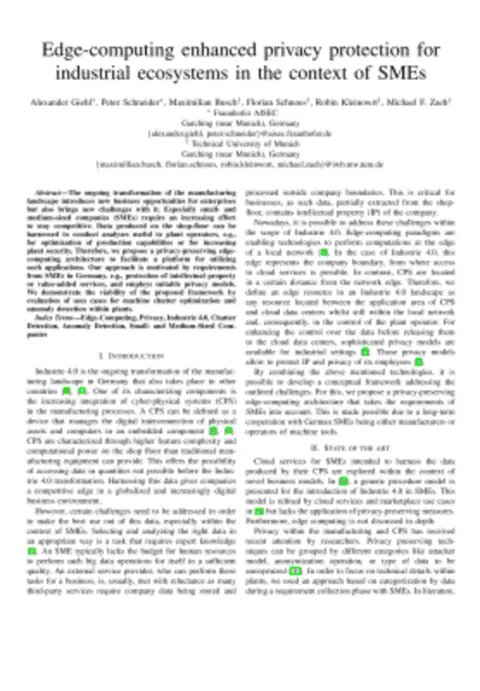 Edge-computing enhanced privacy protection for
industrial ecosystems in the context of SMEs
Alexander Giehl*, Peter Schneider*, Maximilian Busch†, Florian Schnoes†, Robin Kleinwort†, Michael F. Zaeh†
* Fraunhofer AISEC
Garching (near Munich), Germany
{alexander.giehl, peter.schneider}@aisec.fraunhofer.de
† Technical University of Munich
Garching (near Munich), Germany
{maximilian.busch, florian.schnoes, robin.kleinwort, michael.zaeh}@iwb.mw.tum.de
Abstract—The ongoing transformation of the manufacturing
landscape introduces new business opportunities for enterprises
but also brings new challenges with it. Especially small- and
medium-sized companies (SMEs) require an increasing effort
to stay competitive. Data produced on the shop-floor can be
harnessed to conduct analyses useful to plant operators, e.g.,
for optimization of production capabilities or for increasing
plant security. Therefore, we propose a privacy-preserving edge-
computing architecture to facilitate a platform for utilizing
such applications. Our approach is motivated by requirements
from SMEs in Germany, e.g., protection of intellectual property
or value-added services, and employs suitable privacy models.
We demonstrate the viability of the proposed framework by
evaluation of uses cases for machine chatter optimization and
anomaly detection within plants.
Index Terms—Edge-Computing, Privacy, Industrie 4.0, Chatter
Detection, Anomaly Detection, Small- and Medium-Sized Com-
panies
I. INTRODUCTION
Industrie 4.0 is the ongoing transformation of the manufac-
turing landscape in Germany that also takes place in other
countries. One of its characterizing components is
the increasing integration of cyber-physical systems (CPS)
in the manufacturing processes. A CPS can be defined as a
device that manages the digital interconnection of physical
assets and computers in an embedded component
CPS are characterized through higher feature complexity and
computational power on the shop floor than traditional man-
ufacturing equipment can provide. This offers the possibility
of accessing data in quantities not possible before the Indus-
trie 4.0 transformation. Harnessing this data gives companies
a competitive edge in a globalized and increasingly digital
business environment.
However, certain challenges need to be addressed in order
to make the best use out of this data, especially within the
context of SMEs. Selecting and analyzing the right data in
an appropriate way is a task that requires expert knowledge
An SME typically lacks the budget for human resources
to perform such big data operations for itself in a sufficient
quality. An external service provider, who can perform these
tasks for a business, is, usually, met with reluctance as many
third-party services require company data being stored and
processed outside company boundaries. This is critical for
businesses, as such data, partially extracted from the shop-
floor, contains intellectual property (IP) of the company.
Nowadays, it is possible to address these challenges within
the scope of Industrie 4.0. Edge-computing paradigms are
enabling technologies to perform computations at the edge
of a local network. In the case of Industrie 4.0, this
edge represents the company boundary, from where access
to cloud services is possible. In contrast, CPS are located
in a certain distance from the network edge. Therefore, we
define an edge resource in an Industrie 4.0 landscape as
any resource located between the application area of CPS
and cloud data centers whilst still within the local network
and, consequently, in the control of the plant operator. For
enhancing the control over the data before releasing them
to the cloud data centers, sophisticated privacy models are
available for industrial settings. Those privacy models
allow to protect IP and privacy of its employees
By combining the above mentioned technologies, it is
possible to develop a conceptual framework addressing the
outlined challenges. For this, we propose a privacy-preserving
edge-computing architecture that takes the requirements of
SMEs into account. This is made possible due to a long-term
cooperation with German SMEs being either manufacturers or
operators of machine tools.
II. STATE OF THE ART
Cloud services for SMEs intended to harness the data
produced by their CPS are explored within the context of
novel business models. In, a generic procedure model is
presented for the introduction of Industrie 4.0 in SMEs. This
model is refined by cloud services and marketplace use cases
in but lacks the application of privacy-preserving measures.
Furthermore, edge computing is not discussed in depth.
Privacy within the manufacturing and CPS has received
recent attention by researchers. Privacy preserving tech-
niques can be grouped by different categories like attacker
model, anonymization operation, or type of data to be
anonymized. In order to focus on technical details within
plants, we used an approach based on categorization by data
during a requirement collection phase with SMEs. In literature,